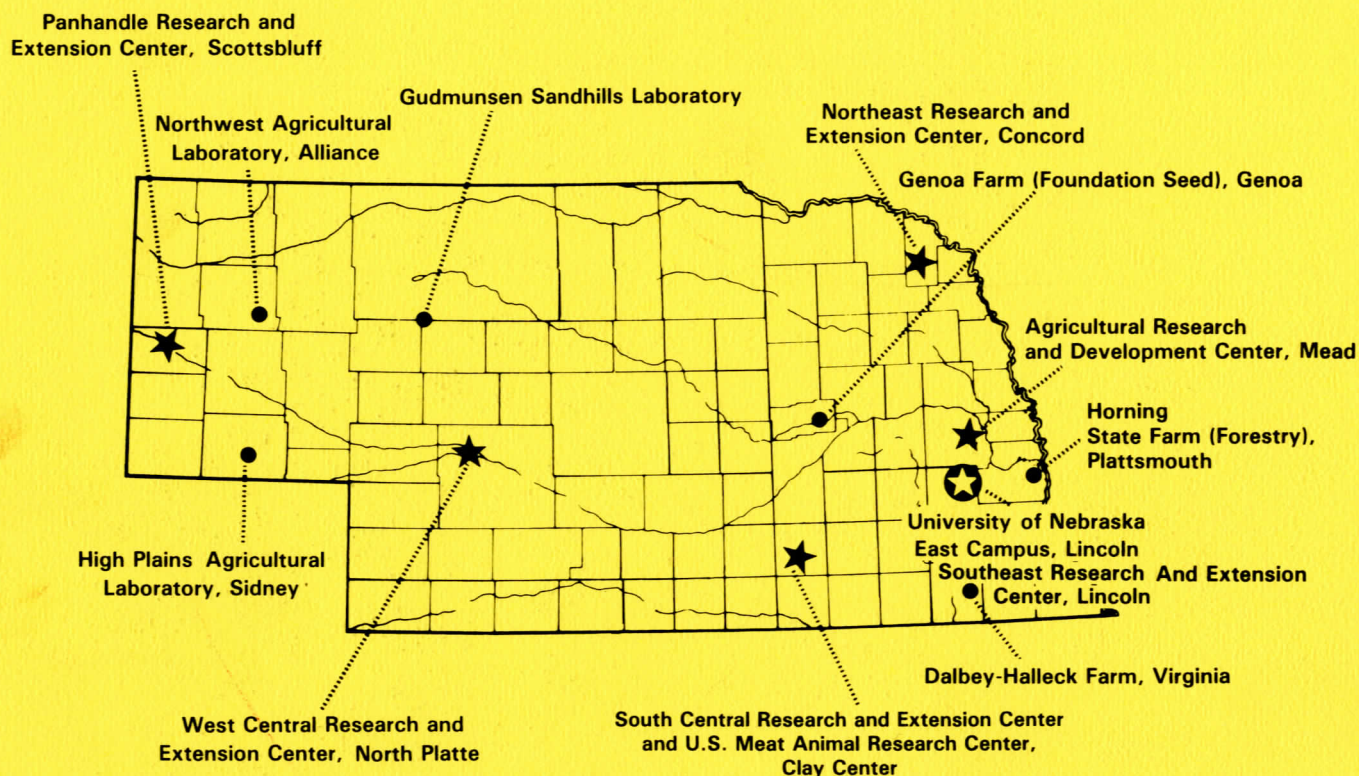 Panhandle Research and
Extension Center, Scottsbluff
Gudmunsen Sandhills Laboratory
Northwest Agricultural
Laboratory, Alliance
Northeast Research and
Extension Center, Concord
Genoa Farm (Foundation Seed), Genoa
Agricultural Research
and Development Center, Mead
Horning
State Farm (Forestry),
Plattsmouth
University of Nebraska
East Campus, Lincoln
Southeast Research And Extension
Center, Lincoln
High Plains Agricultural
Laboratory, Sidney
Dalbey-Halleck Farm, Virginia
West Central Research and
Extension Center, North Platte
South Central Research and Extension Center
and U.S. Meat Animal Research Center,
Clay Center